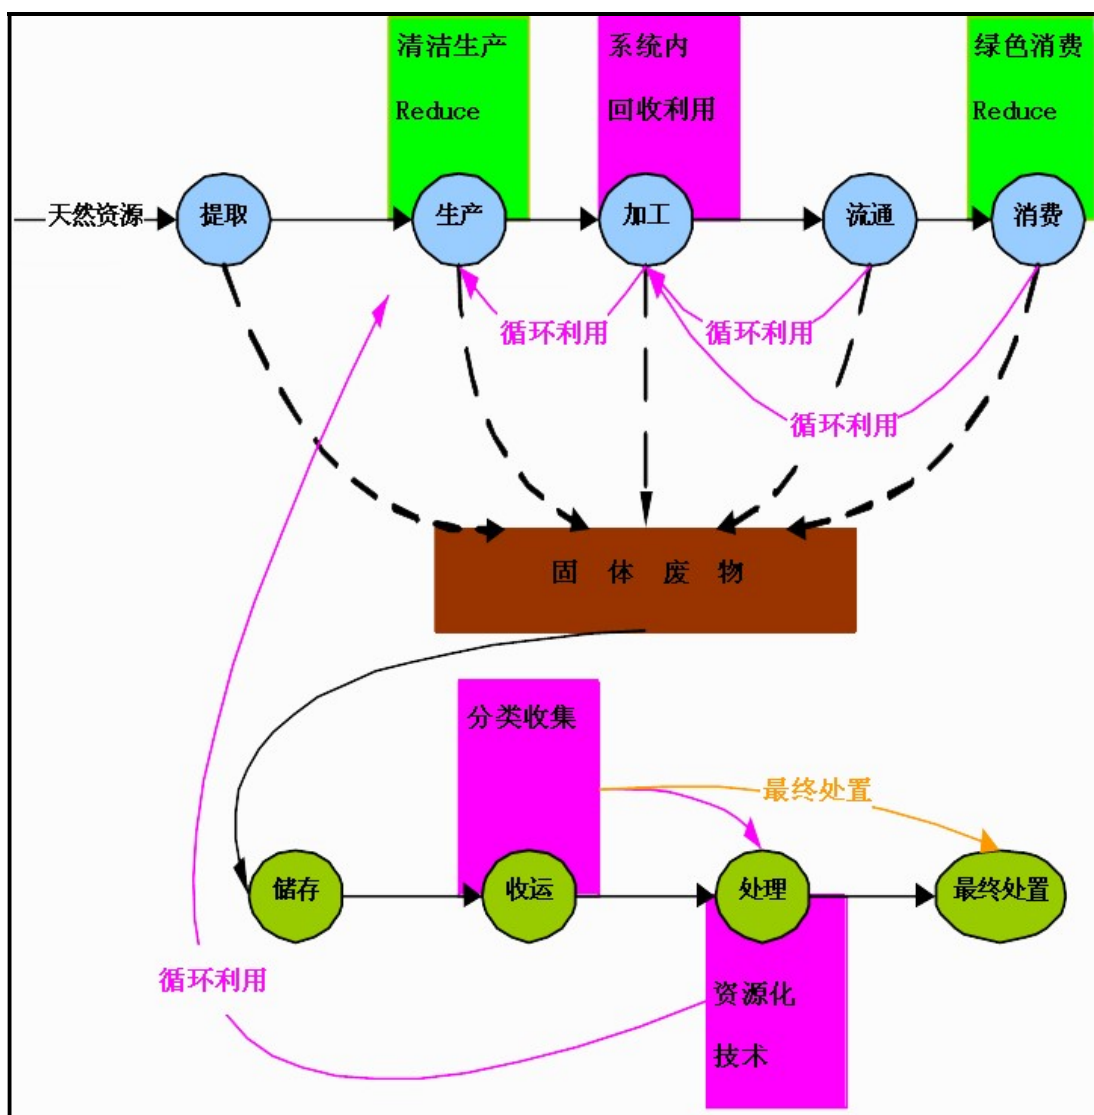 清洁生产
Reduce
系统内
回收利用
绿色消费
Reduce
天然资源
提取
生产
加工
流通
消费
循环利用
循环利用
循环利用
固 体 废 物
分类收集
最终处置
储存
收运
处理
最终处置
循环利用
资源化
技术